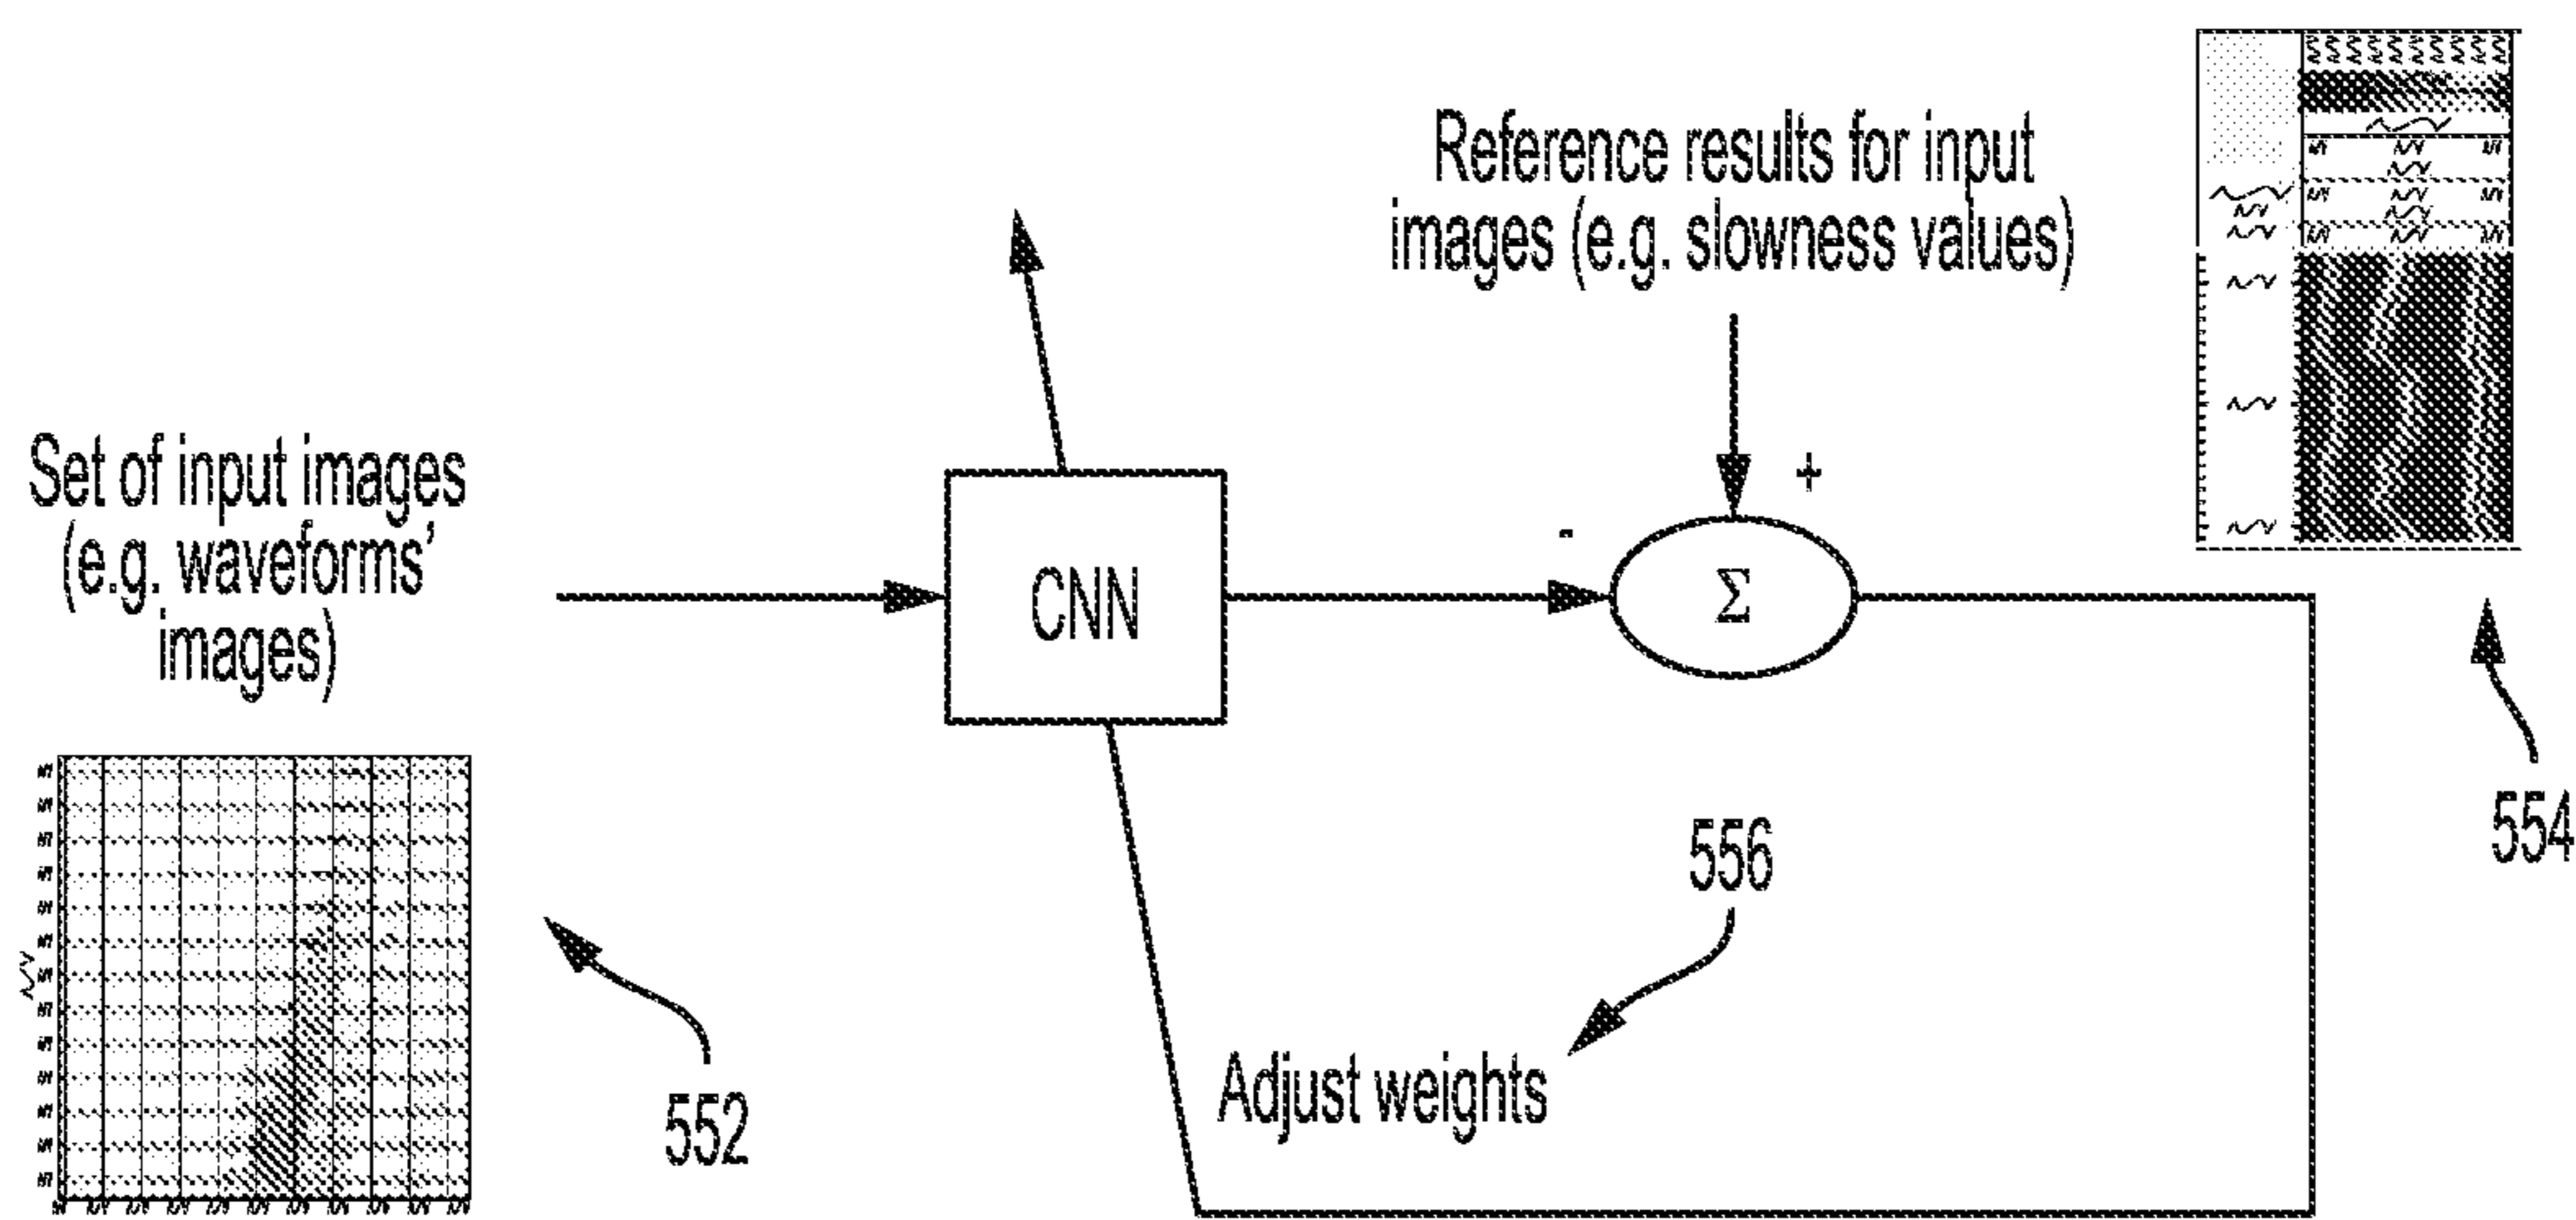 Reference results for input
images (e.g. slowness values)
+
Set of input images
(e.g. waveforms'
images)
-
CNN
Σ
554
556
Adjust weights
552